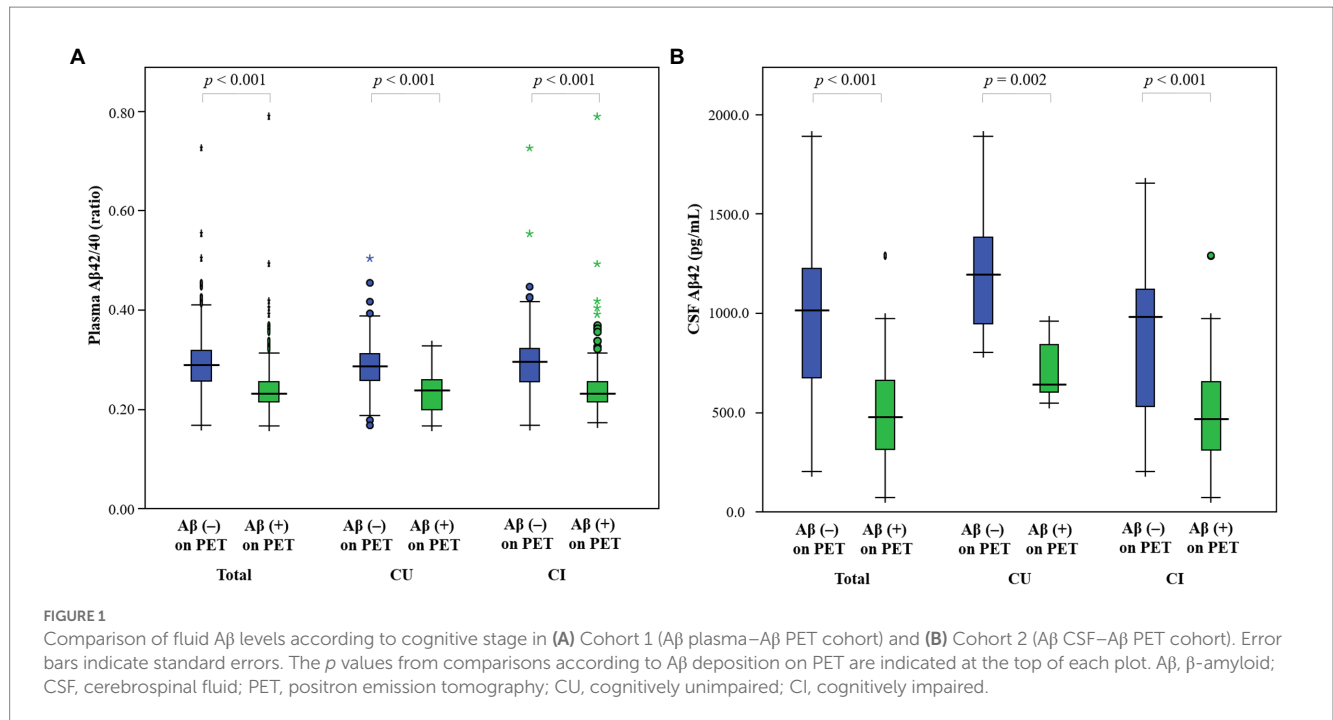 A
B
p < 0.001
p < 0.001
p < 0.001
p < 0.001
p = 0.002
p < 0.001
0.80
0.60
0.40
0.20
0.00
Plasma Aβ42/40 (ratio)
Aβ (–)
on PET
Aβ (+)
on PET
Aβ (–)
on PET
Aβ (+)
on PET
Aβ (–)
on PET
Aβ (+)
on PET
Total
CU
CI
2000.0
1500.0
1000.0
500.0
0.0
CSF Aβ42 (pg/mL)
Aβ (–)
on PET
Aβ (+)
on PET
Aβ (–)
on PET
Aβ (+)
on PET
Aβ (–)
on PET
Aβ (+)
on PET
Total
CU
CI
FIGURE 1
Comparison of fluid Aβ levels according to cognitive stage in (A) Cohort 1 (Aβ plasma–Aβ PET cohort) and (B) Cohort 2 (Aβ CSF–Aβ PET cohort). Error
bars indicate standard errors. The p values from comparisons according to Aβ deposition on PET are indicated at the top of each plot. Aβ, β-amyloid;
CSF, cerebrospinal fluid; PET, positron emission tomography; CU, cognitively unimpaired; CI, cognitively impaired.